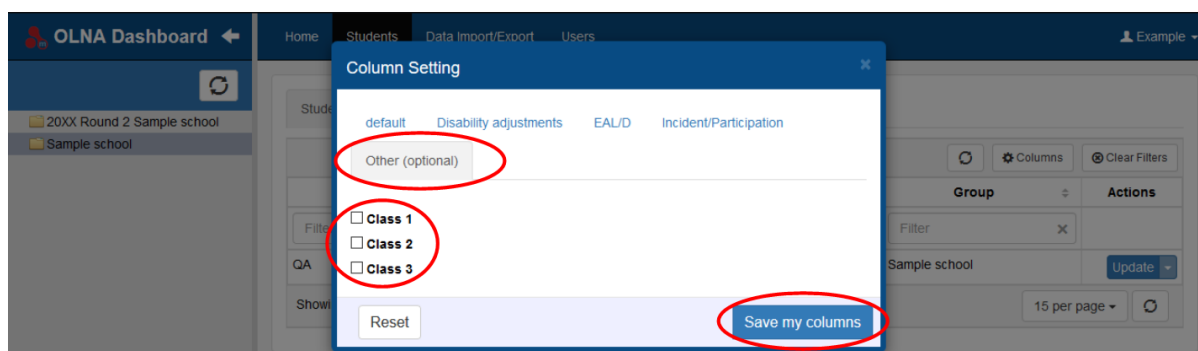 OLNA Dashboard
Home Students Data Import/Export Users Example
Column Setting
20XX Round 2 Sample school
Sample school
default Disability adjustments EAL/D Incident/Participation
Other (optional)
Columns Clear Filters
Group Actions
Filter
Class 1
Class 2
Class 3
QA Sample school Update
15 per page
Reset Save my columns